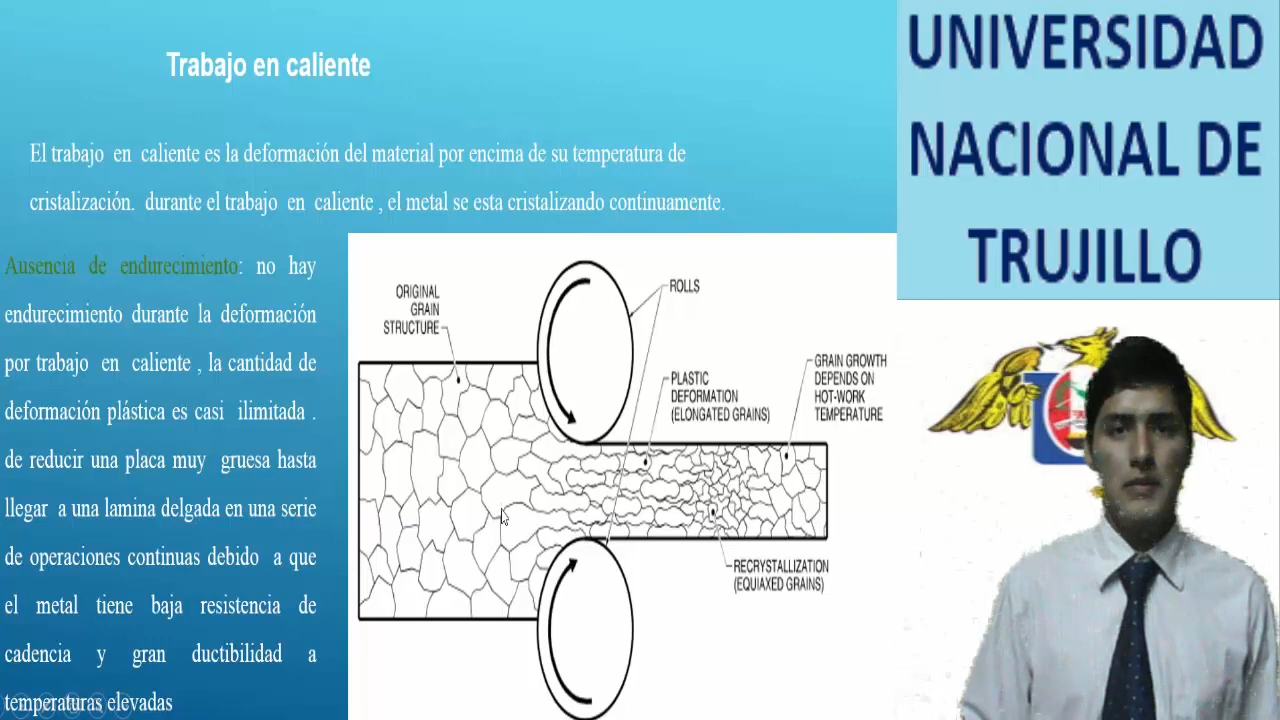 Trabajo en caliente
El trabajo en caliente es la deformación del material por encima de su temperatura de
cristalización. durante el trabajo en caliente , el metal se esta cristalizando continuamente.
Ausencia de endurecimiento: no hay
endurecimiento durante la deformación
por trabajo en caliente , la cantidad de
deformación plástica es casi ilimitada .
de reducir una placa muy gruesa hasta
llegar a una lamina delgada en una serie
de operaciones continuas debido a que
el metal tiene baja resistencia de
cadencia y gran ductibilidad a
temperaturas elevadas
ORIGINAL
GRAIN
STRUCTURE
ROLLS
PLASTIC
DEFORMATION
(ELONGATED GRAINS)
GRAIN GROWTH
DEPENDS ON
HOT-WORK
TEMPERATURE
RECRYSTALLIZATION
(EQUIAXED GRAINS)
UNIVERSIDAD
NACIONAL DE
TRUJILLO